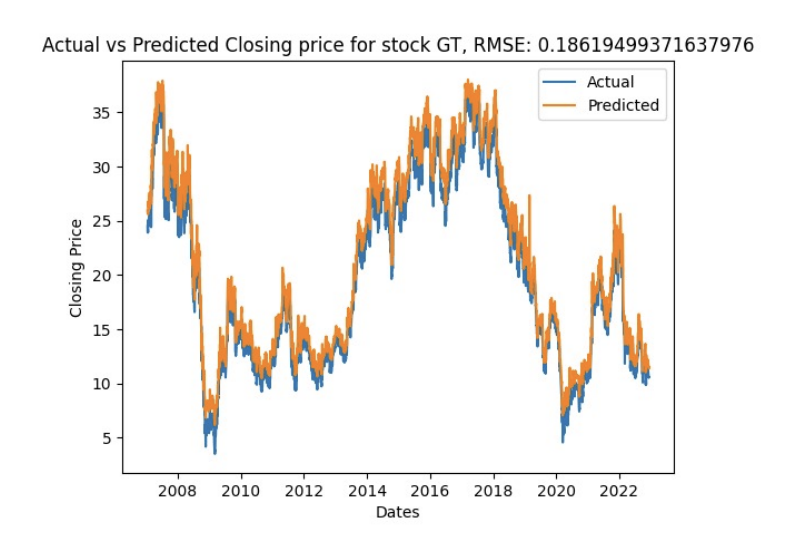 Actual vs Predicted Closing price for stock GT, RMSE: 0.18619499371637976
Actual
Predicted
35
30
25
20
15
10
5
Closing Price
2008 2010 2012 2014 2016 2018 2020 2022
Dates